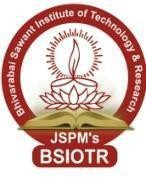 Bhivarabai Sawant Institute of Technology & Research
JSPM's
BSIOTR